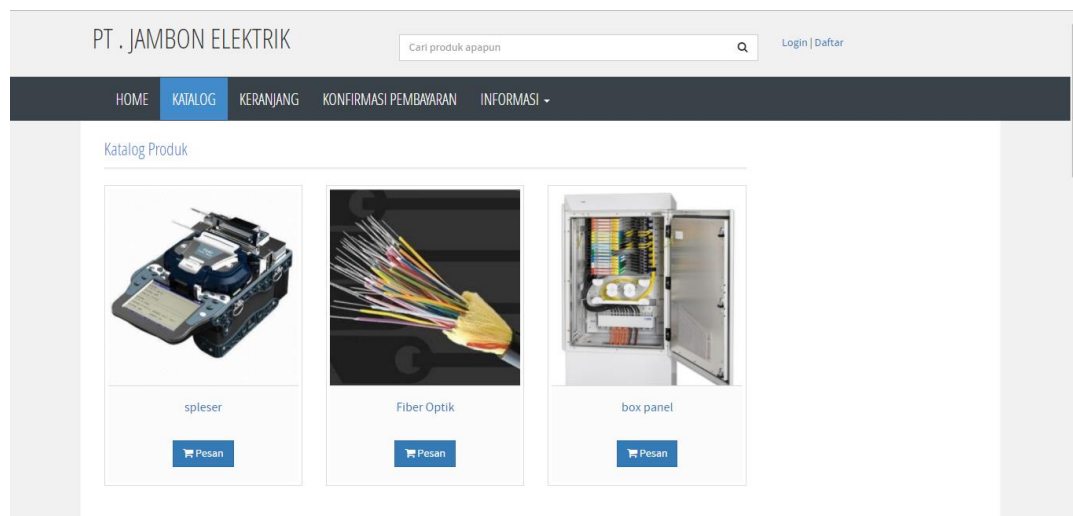 PT . JAMBON ELEKTRIK
Cari produk apapun
Login | Daftar
HOME KATALOG KERANJANG KONFIRMASI PEMBAYARAN INFORMASI
Katalog Produk
spleser Fiber Optik box panel
Pesan Pesan Pesan